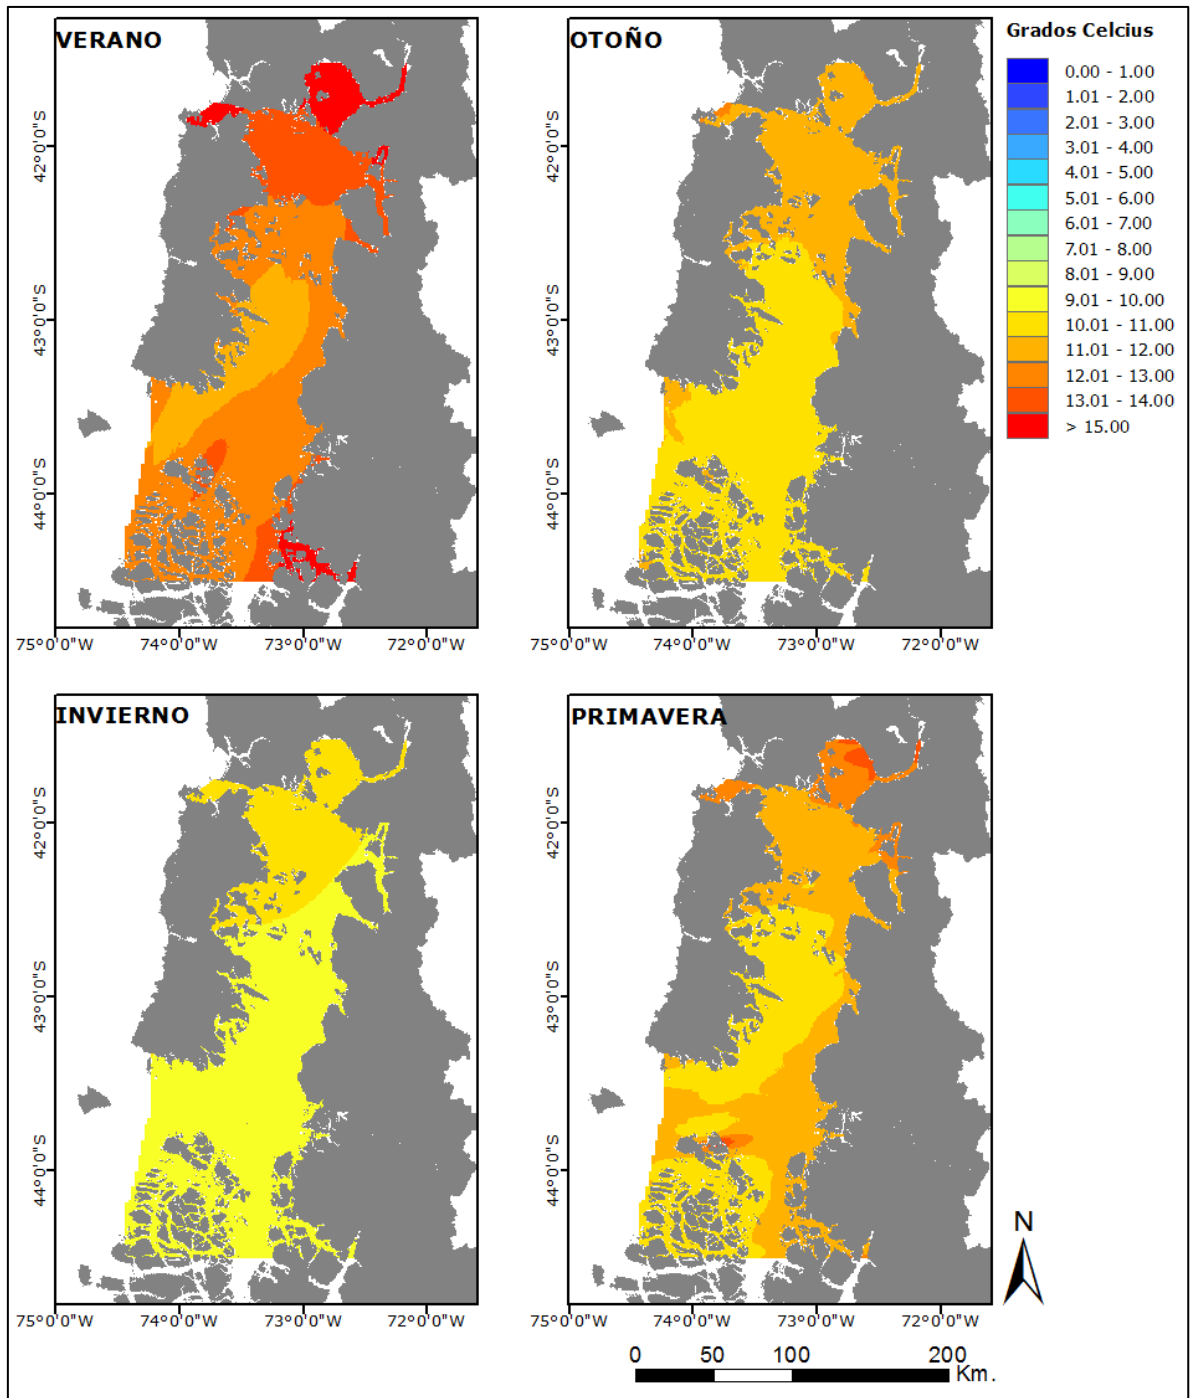 VERANO
OTOÑO
Grados Celcius
0.00 - 1.00
1.01 - 2.00
2.01 - 3.00
3.01 - 4.00
4.01 - 5.00
5.01 - 6.00
6.01 - 7.00
7.01 - 8.00
8.01 - 9.00
9.01 - 10.00
10.01 - 11.00
11.01 - 12.00
12.01 - 13.00
13.01 - 14.00
> 15.00
42°0'0"S
43°0'0"S
44°0'0"S
75°0'0"W 74°0'0"W 73°0'0"W 72°0'0"W
42°0'0"S
43°0'0"S
44°0'0"S
75°0'0"W 74°0'0"W 73°0'0"W 72°0'0"W
INVIERNO
PRIMAVERA
42°0'0"S
43°0'0"S
44°0'0"S
75°0'0"W 74°0'0"W 73°0'0"W 72°0'0"W
42°0'0"S
43°0'0"S
44°0'0"S
75°0'0"W 74°0'0"W 73°0'0"W 72°0'0"W
N
0 50 100 200
Km.